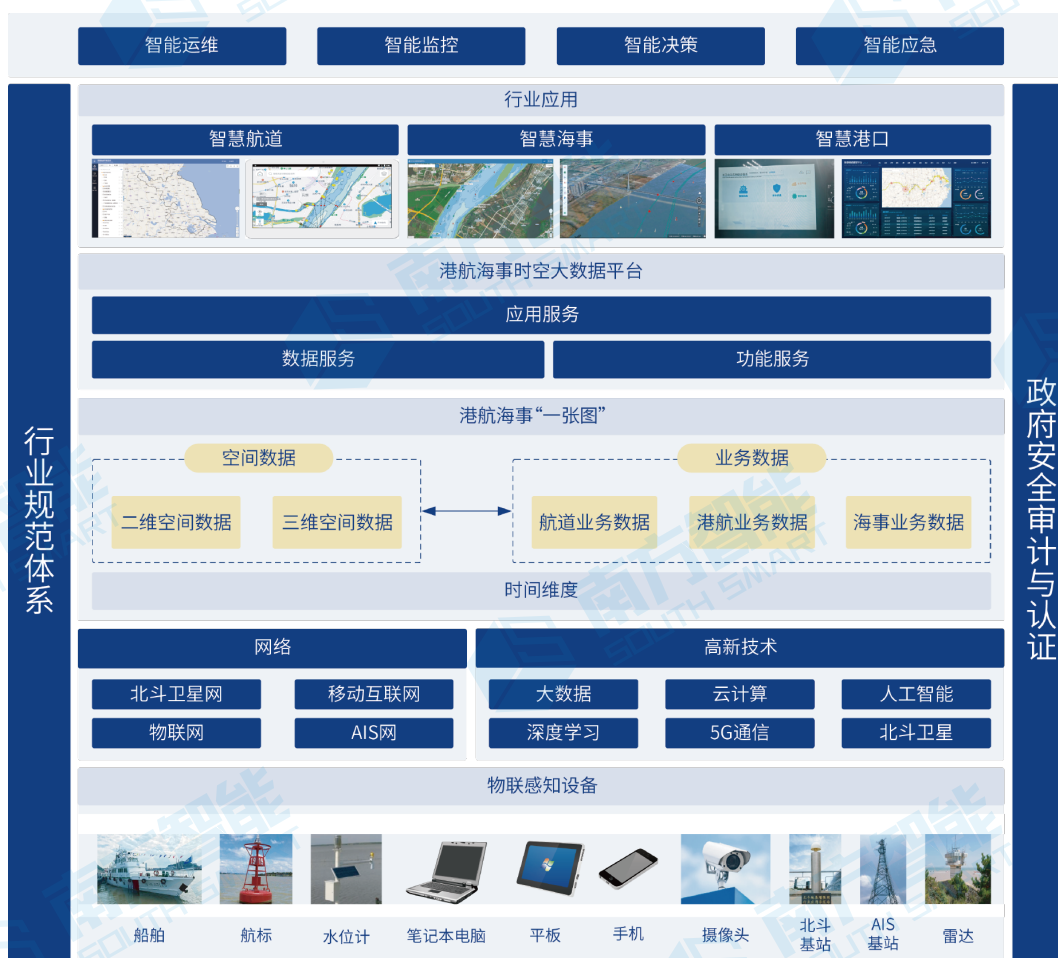 智能运维
智能监控
智能决策
智能应急
行业规范体系
政府安全审计与认证
行业应用
智慧航道
智慧海事
智慧港口
港航海事时空大数据平台
应用服务
数据服务
功能服务
港航海事“一张图”
空间数据
业务数据
二维空间数据
三维空间数据
航道业务数据
港航业务数据
海事业务数据
时间维度
网络
高新技术
北斗卫星网
移动互联网
大数据
云计算
人工智能
物联网
AIS网
深度学习
5G通信
北斗卫星
物联感知设备
船舶
航标
水位计
笔记本电脑
平板
手机
摄像头
北斗
基站
AIS
基站
雷达
南方智能
SOUTH SMART